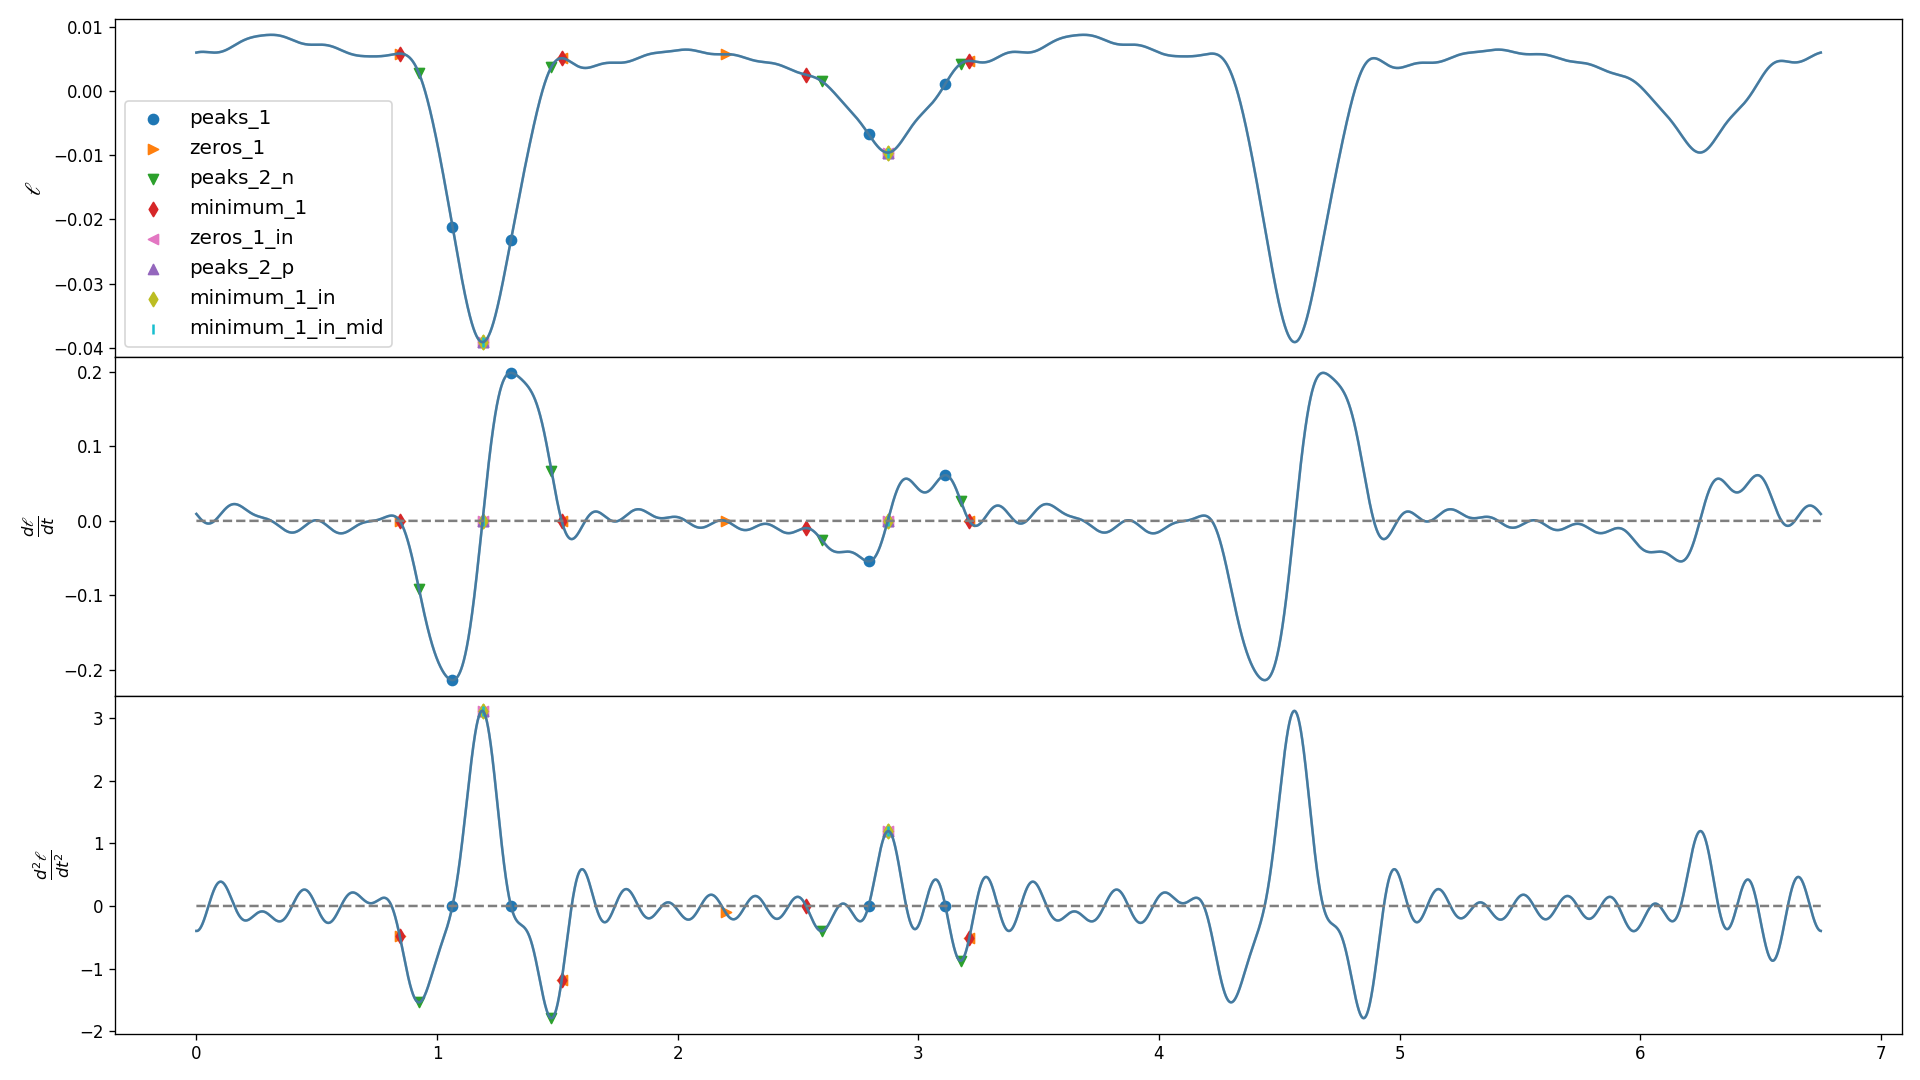 0.01
0.00
−0.01
−0.02
−0.03
−0.04
ℓ
peaks_1
zeros_1
peaks_2_n
minimum_1
zeros_1_in
peaks_2_p
minimum_1_in
minimum_1_in_mid
0.2
0.1
0.0
−0.1
−0.2
dℓ
dt
3
2
1
0
−1
−2
d²ℓ
dt²
0 1 2 3 4 5 6 7